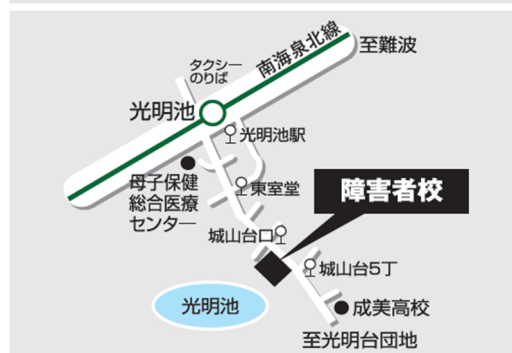 南海泉北線
至難波
タクシー
のりば
光明池
光明池駅
母子保健
総合医療
センター
東室堂
障害者校
城山台口
城山台5丁
光明池
成美高校
至光明台団地